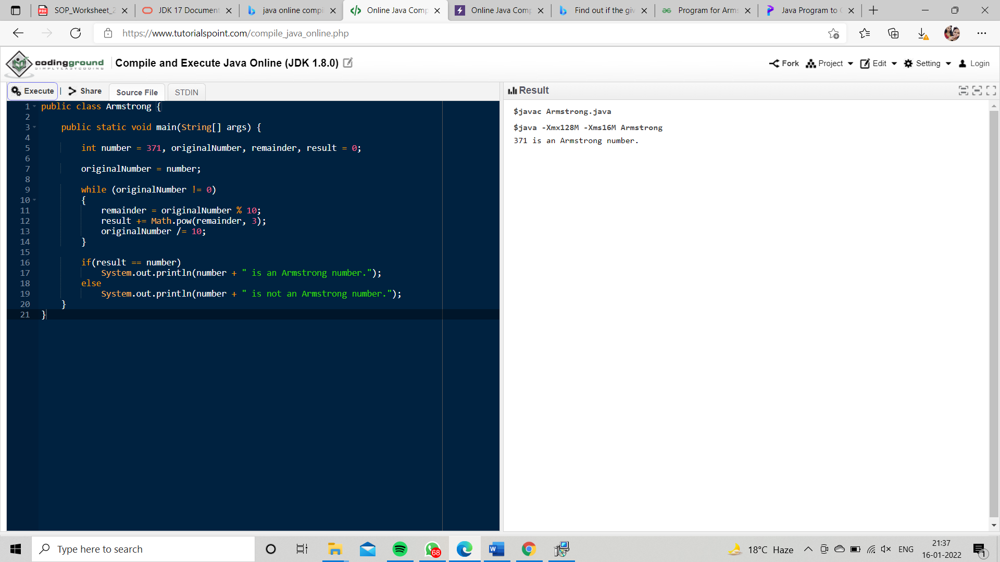 SOP_Worksheet_2
JDK 17 Document
java online compi
Online Java Comp
Online Java Comp
Find out if the giv
Program for Arms
Java Program to C
https://www.tutorialspoint.com/compile_java_online.php
codingground
SIMPLYEASYCODING
Compile and Execute Java Online (JDK 1.8.0)
Fork
Project
Edit
Setting
Login
Execute | Share
Source File
STDIN
Result
1 public class Armstrong {
2
3 public static void main(String[] args) {
4
5 int number = 371, originalNumber, remainder, result = 0;
6
7 originalNumber = number;
8
9 while (originalNumber != 0)
10 {
11 remainder = originalNumber % 10;
12 result += Math.pow(remainder, 3);
13 originalNumber /= 10;
14 }
15
16 if(result == number)
17 System.out.println(number + " is an Armstrong number.");
18 else
19 System.out.println(number + " is not an Armstrong number.");
20 }
21 }
$javac Armstrong.java
$java -Xmx128M -Xms16M Armstrong
371 is an Armstrong number.
Type here to search
68
18°C Haze
ENG
21:37
16-01-2022
1